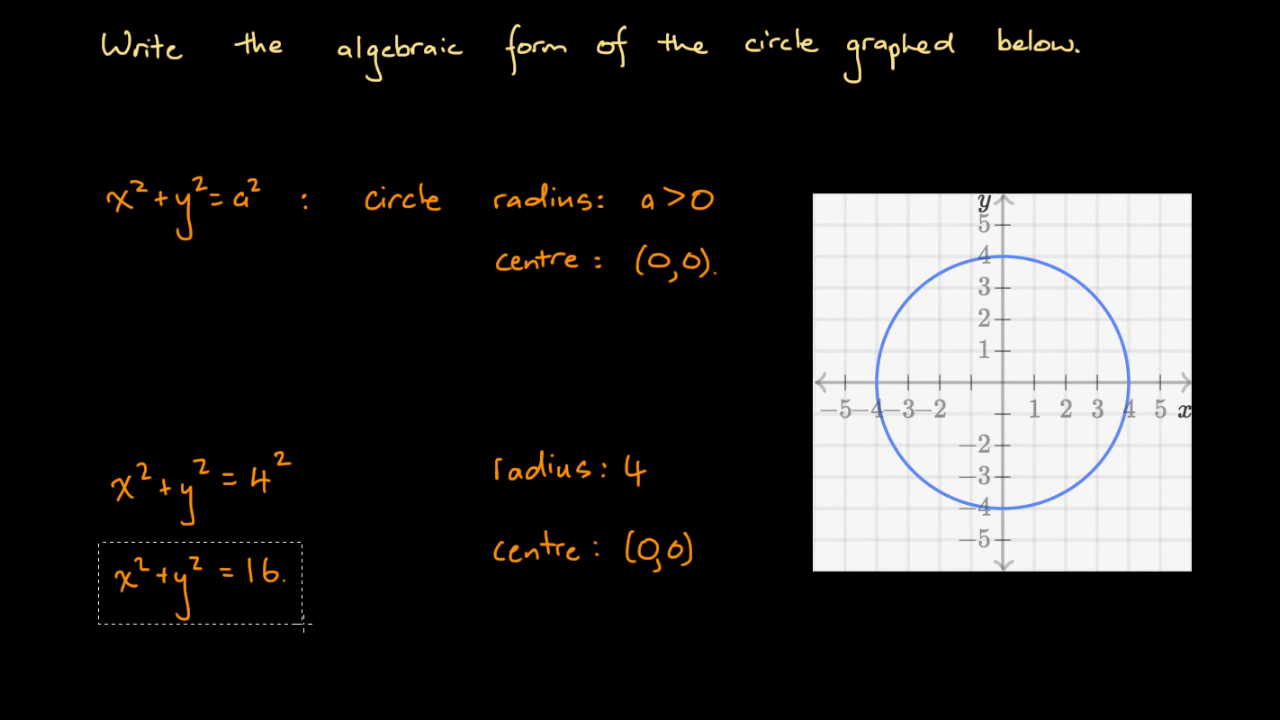 Write the algebraic form of the circle graphed below.
x²+y²=a² : circle radius: a>0
centre : (0,0).
x²+y²=4² radius: 4
x²+y²=16. centre : (0,0)
y
5
4
3
2
1
−5 −4 −3 −2 1 2 3 4 5 x
−2
−3
−4
−5